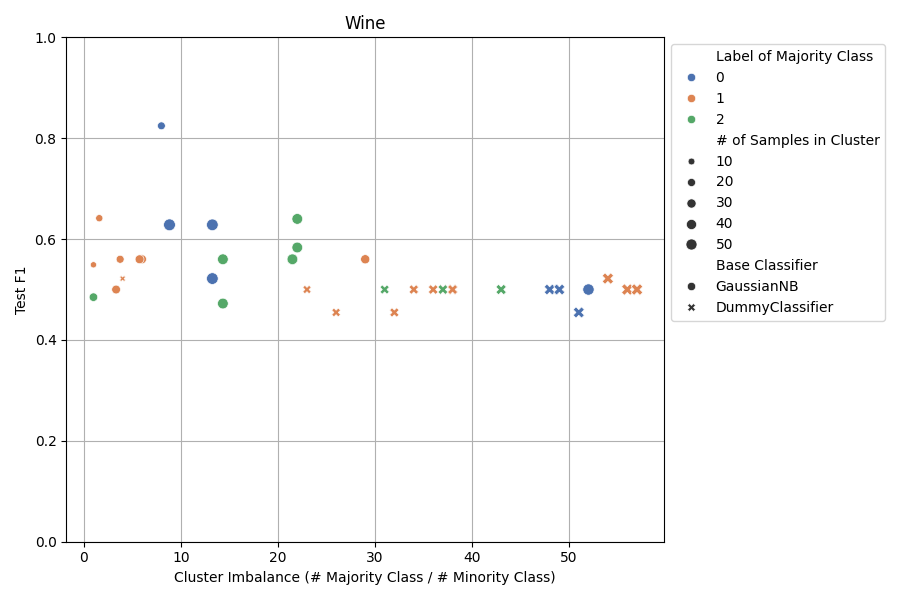 Wine
Test F1
1.0
0.8
0.6
0.4
0.2
0.0
0
10
20
30
40
50
Cluster Imbalance (# Majority Class / # Minority Class)
Label of Majority Class
0
1
2
# of Samples in Cluster
10
20
30
40
50
Base Classifier
GaussianNB
DummyClassifier